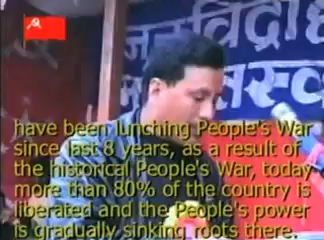 जनविद्रो
स्व
have been lunching People's War
since last 8 years, as a result of
the historical People's War, today
more than 80% of the country is
liberated and the People's power
is gradually sinking roots there.